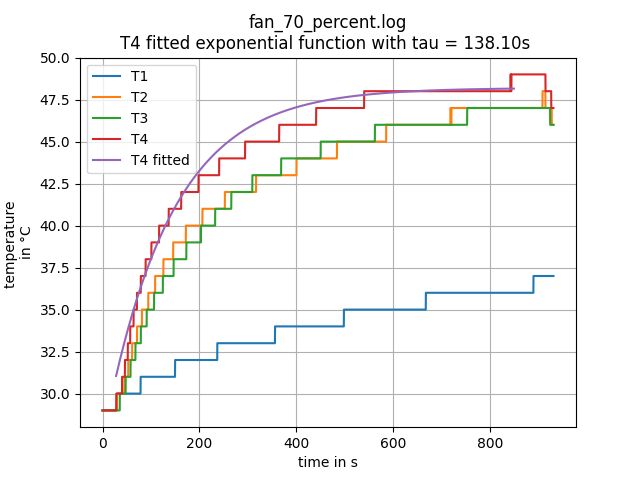 fan_70_percent.log
T4 fitted exponential function with tau = 138.10s
T1
T2
T3
T4
T4 fitted
50.0
47.5
45.0
42.5
40.0
37.5
35.0
32.5
30.0
temperature
in °C
0 200 400 600 800
time in s